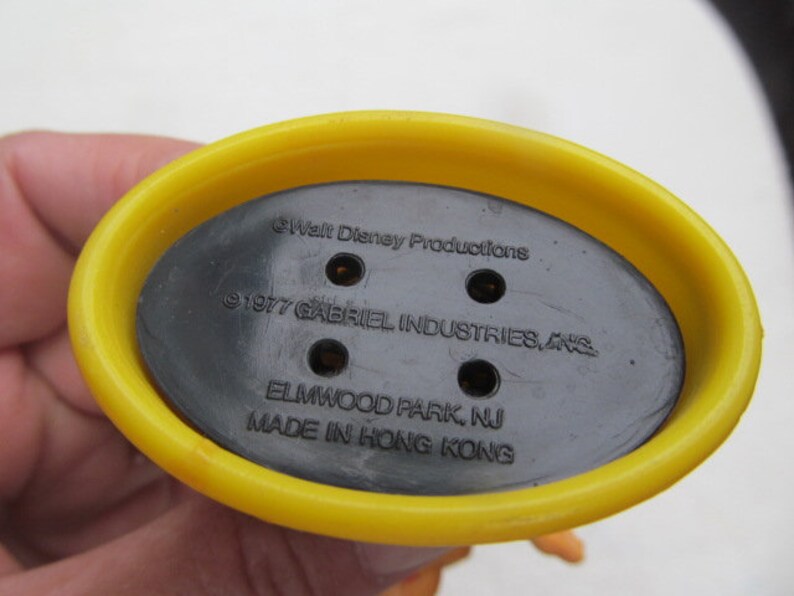 ©Walt Disney Productions
©1977 GABRIEL INDUSTRIES, INC.
ELMWOOD PARK, NJ
MADE IN HONG KONG